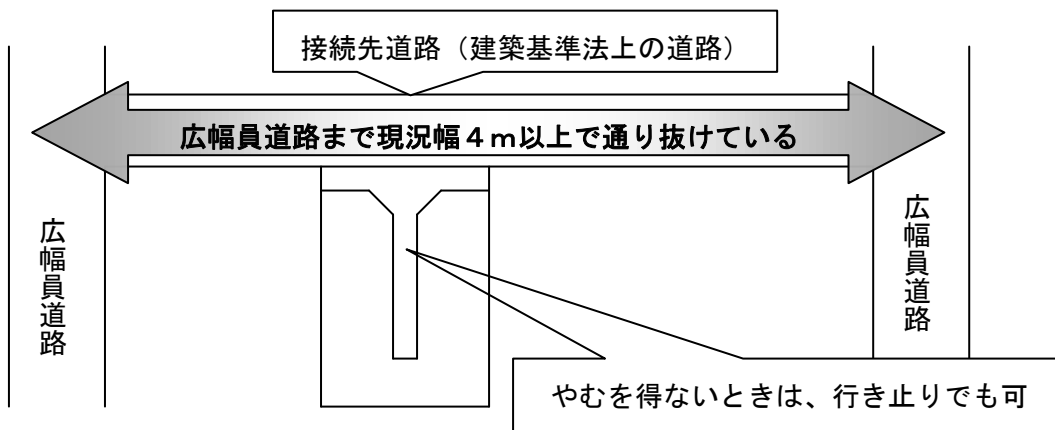 接続先道路（建築基準法上の道路）
広幅員道路まで現況幅４ｍ以上で通り抜けている
広幅員道路
広幅員道路
やむを得ないときは、行き止りでも可